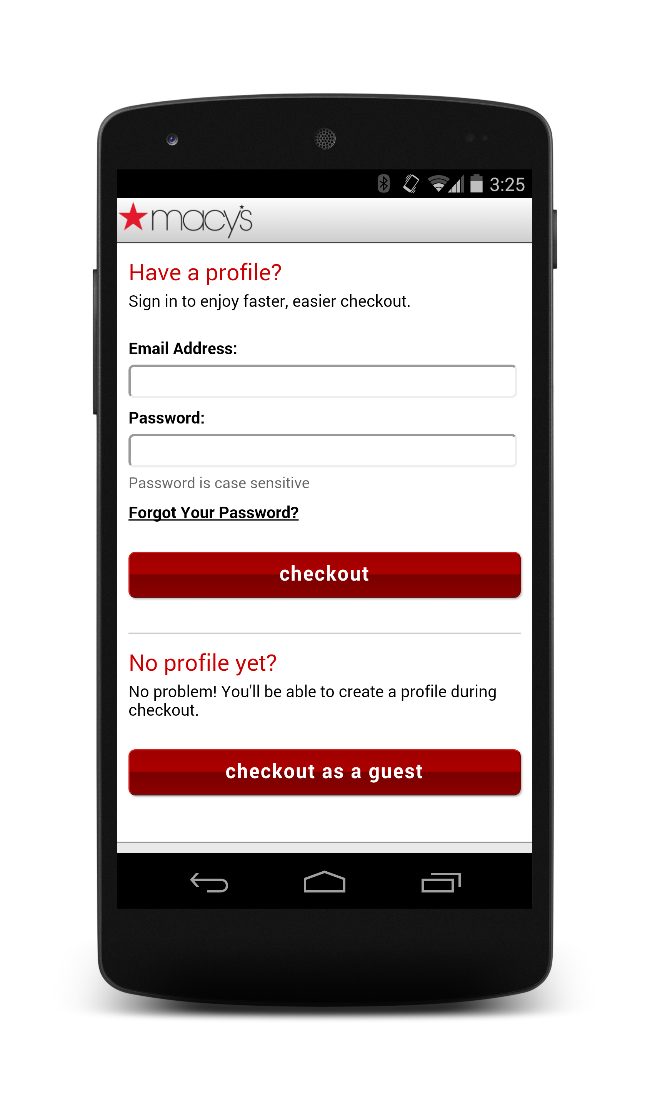 3:25
macy's
Have a profile?
Sign in to enjoy faster, easier checkout.
Email Address:
Password:
Password is case sensitive
Forgot Your Password?
checkout
No profile yet?
No problem! You'll be able to create a profile during
checkout.
checkout as a guest